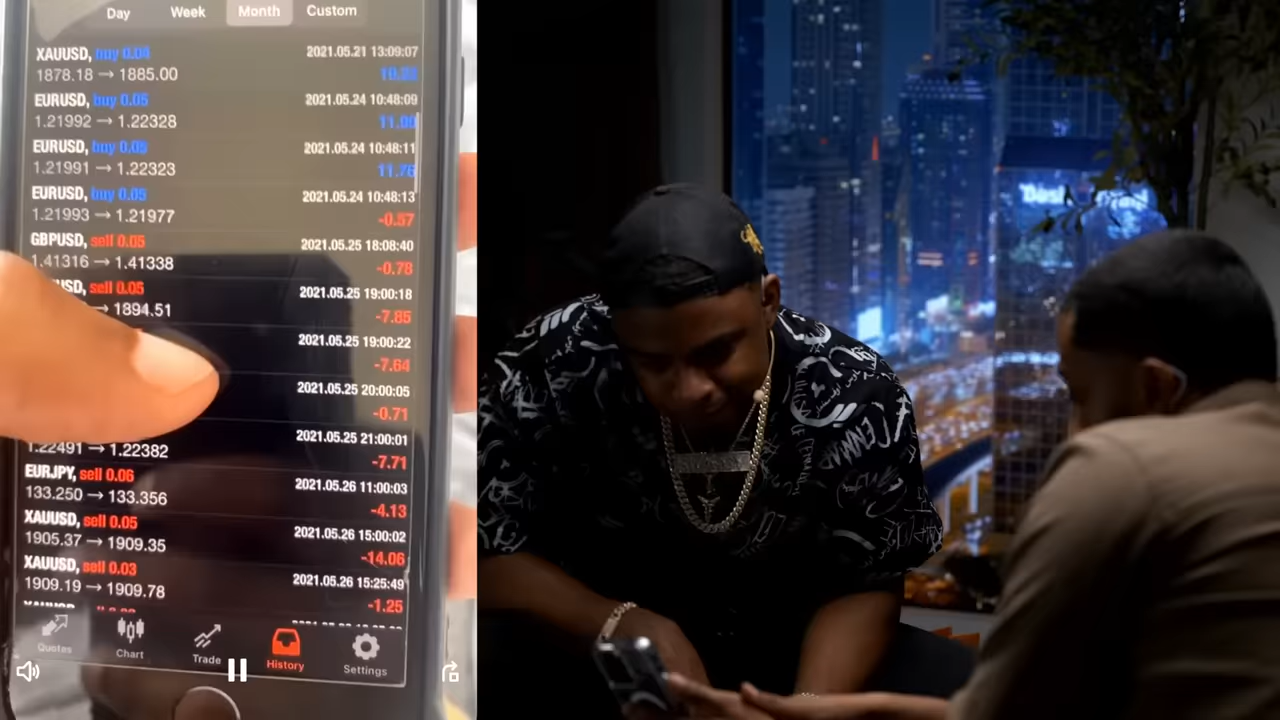 Day Week Month Custom
XAUUSD, buy 0.04 2021.05.21 13:09:07
1878.18 → 1885.00
EURUSD, buy 0.05 2021.05.24 10:48:09
1.21992 → 1.22328 11.00
EURUSD, buy 0.05 2021.05.24 10:48:11
1.21991 → 1.22323 11.76
EURUSD, buy 0.05 2021.05.24 10:48:13
1.21993 → 1.21977 -0.57
GBPUSD, sell 0.05 2021.05.25 18:08:40
1.41316 → 1.41338 -0.78
USD, sell 0.05 2021.05.25 19:00:18
→ 1894.51 -7.85
2021.05.25 19:00:22
-7.64
2021.05.25 20:00:05
-0.71
2021.05.25 21:00:01
1.22491 → 1.22382 -7.71
EURJPY, sell 0.06 2021.05.26 11:00:03
133.250 → 133.356 -4.13
XAUUSD, sell 0.05 2021.05.26 15:00:02
1905.37 → 1909.35 -14.06
XAUUSD, sell 0.03 2021.05.26 15:25:49
1909.19 → 1909.78 -1.25
Quotes Chart Trade History Settings